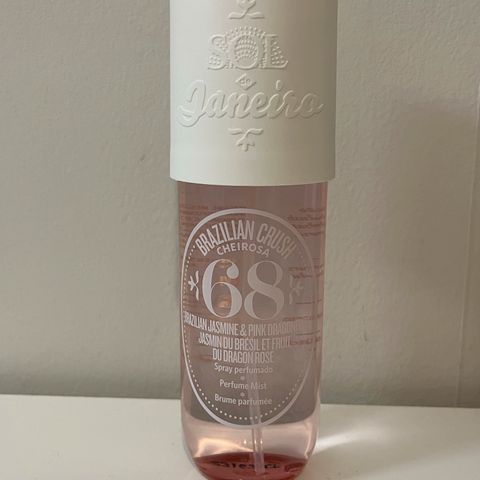 SOL
de
Janeiro
BRAZILIAN CRUSH
CHEIROSA
68
BRAZILIAN JASMINE & PINK DRAGON
JASMIN DU BRÉSIL ET FRUIT
DU DRAGON ROSE
Spray perfumado
Perfume Mist
Brume parfumée